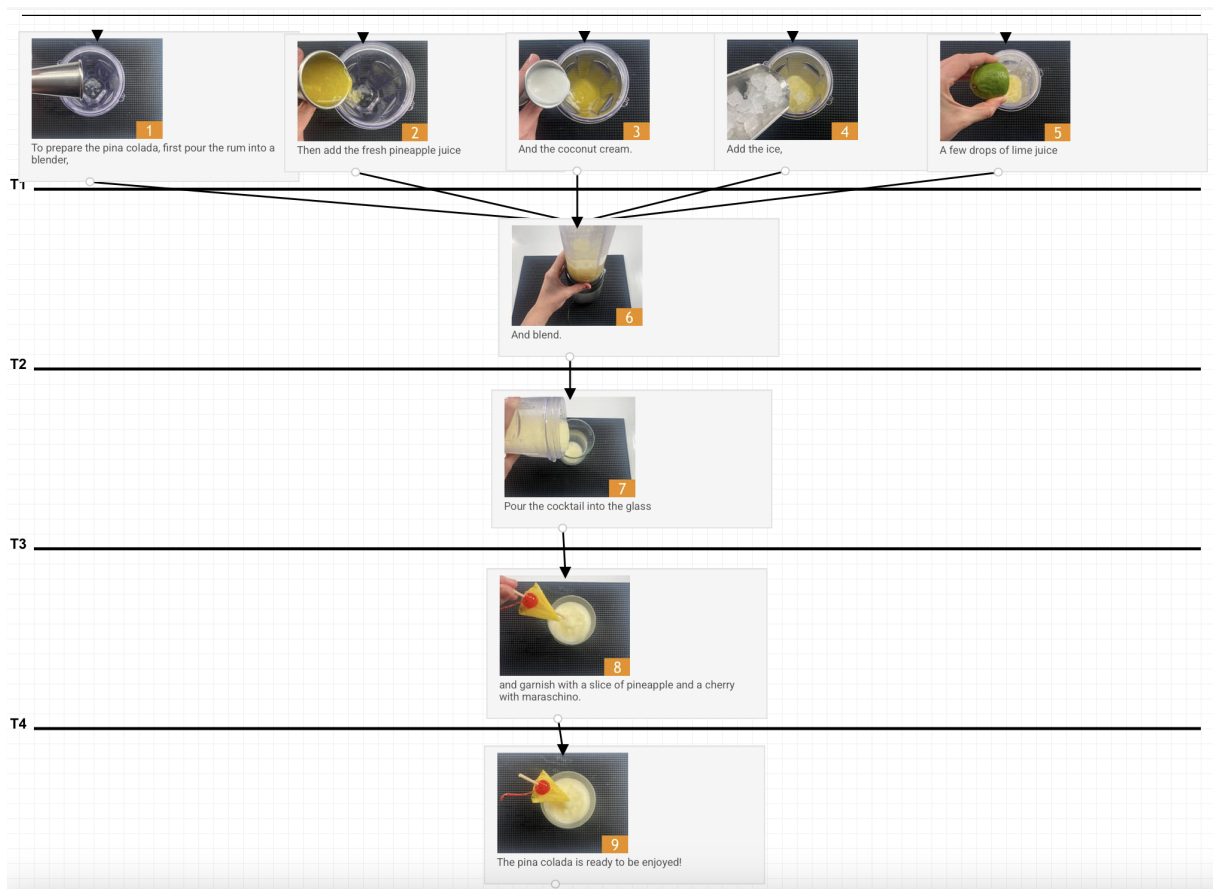 1
To prepare the pina colada, first pour the rum into a
blender,
2
Then add the fresh pineapple juice
3
And the coconut cream.
4
Add the ice,
5
A few drops of lime juice
T1
6
And blend.
T2
7
Pour the cocktail into the glass
T3
8
and garnish with a slice of pineapple and a cherry
with maraschino.
T4
9
The pina colada is ready to be enjoyed!